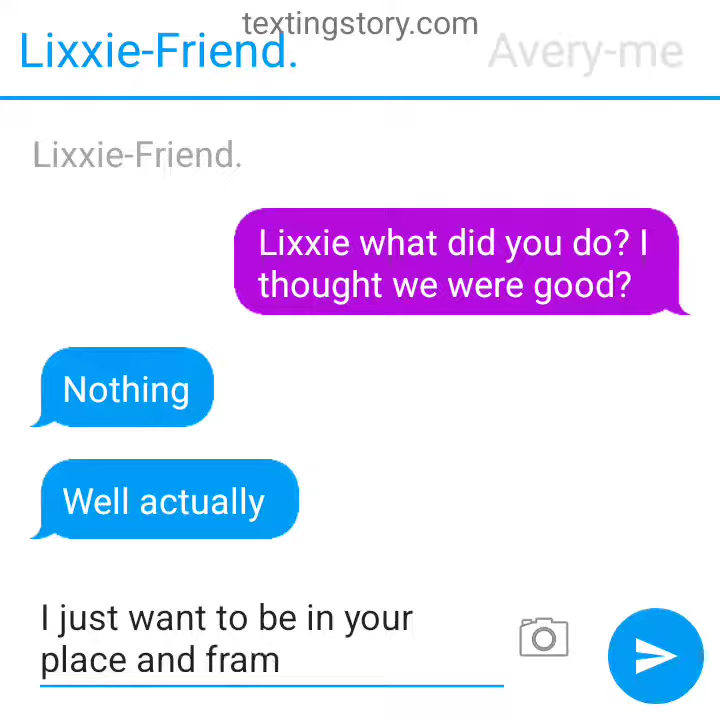 textingstory.com
Lixxie-Friend.
Avery-me
Lixxie-Friend.
Lixxie what did you do? I
thought we were good?
Nothing
Well actually
I just want to be in your
place and fram